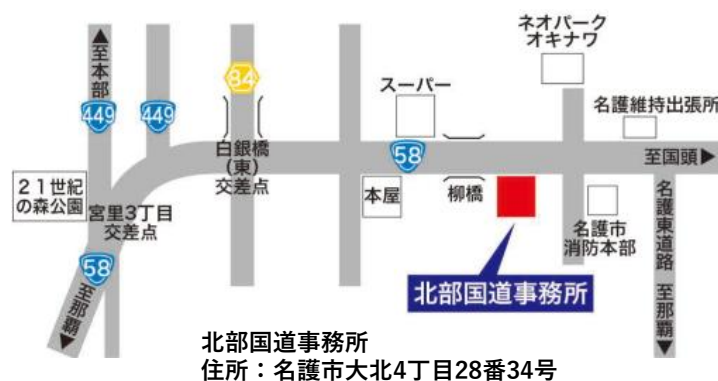 ▲至本部
449
449
84
ネオパーク
オキナワ
スーパー
名護維持出張所
白銀橋
(東)
交差点
58
至国頭▶
21世紀
の森公園
宮里3丁目
交差点
本屋
柳橋
名護市
消防本部
名護東道路 至那覇▼
58
至那覇▼
北部国道事務所
北部国道事務所
住所：名護市大北4丁目28番34号